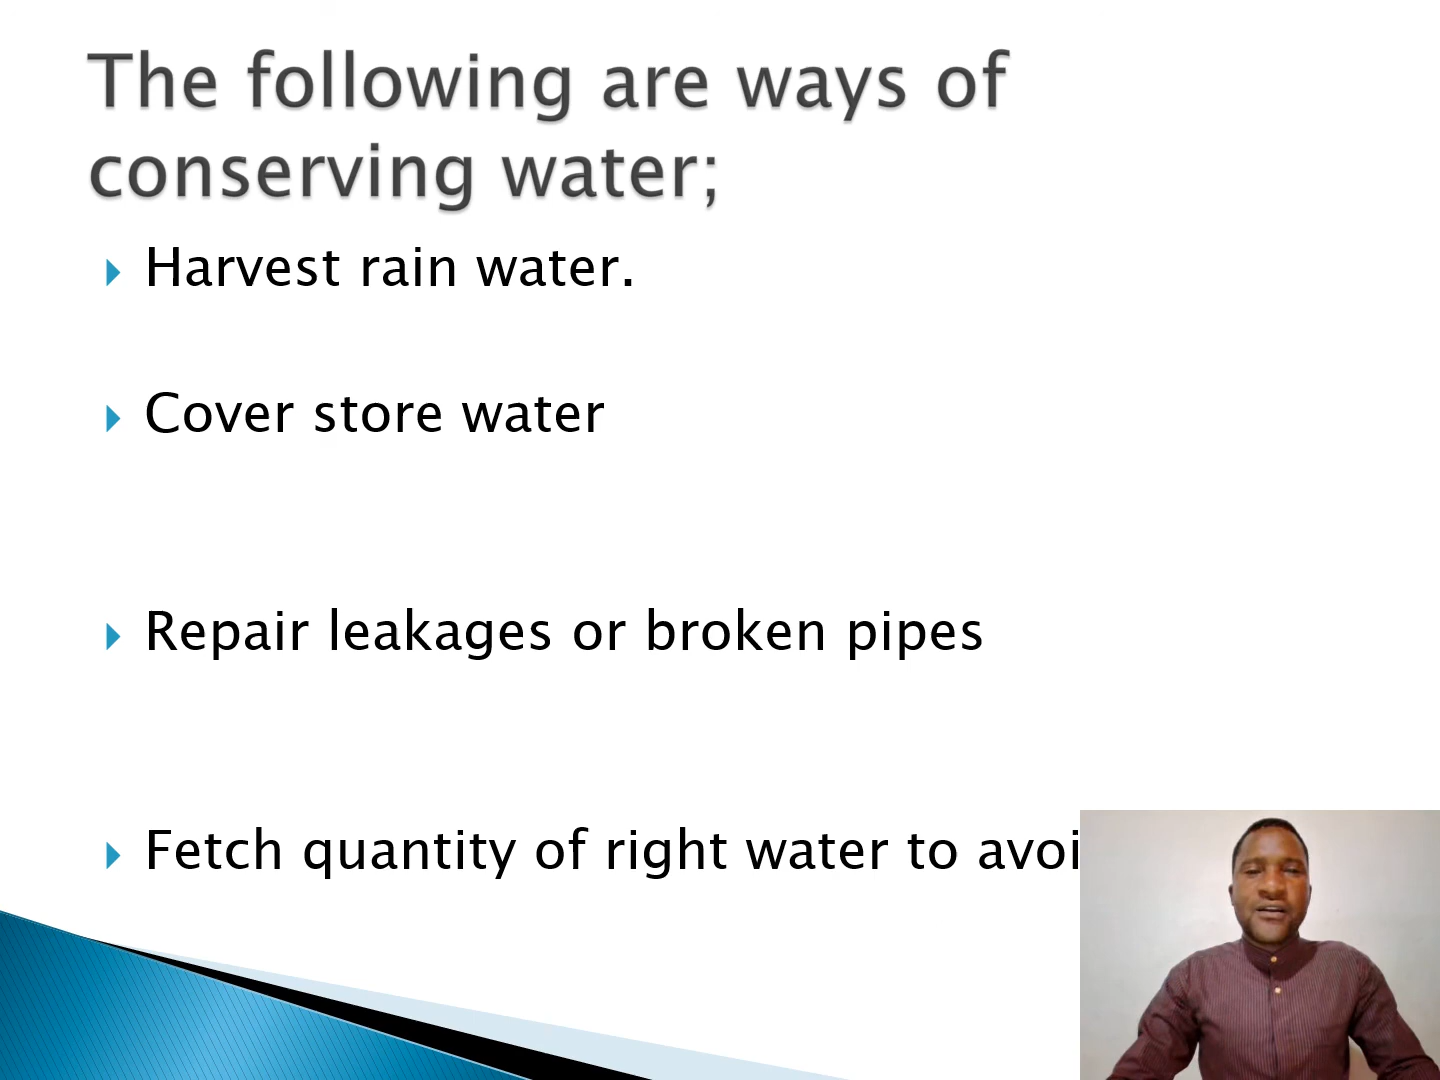 The following are ways of
conserving water;
Harvest rain water.
Cover store water
Repair leakages or broken pipes
Fetch quantity of right water to